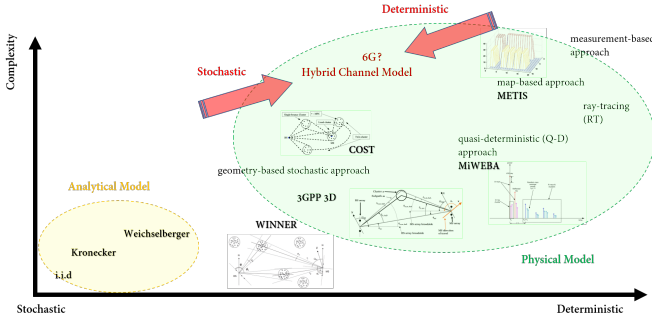 Deterministic
measurement-based
approach
6G?
Hybrid Channel Model
Stochastic
Complexity
map-based approach
METIS
ray-tracing
(RT)
quasi-deterministic (Q-D)
approach
MiWEBA
COST
geometry-based stochastic approach
Analytical Model
3GPP 3D
WINNER
Weichselberger
Kronecker
i.i.d
Physical Model
Stochastic
Deterministic